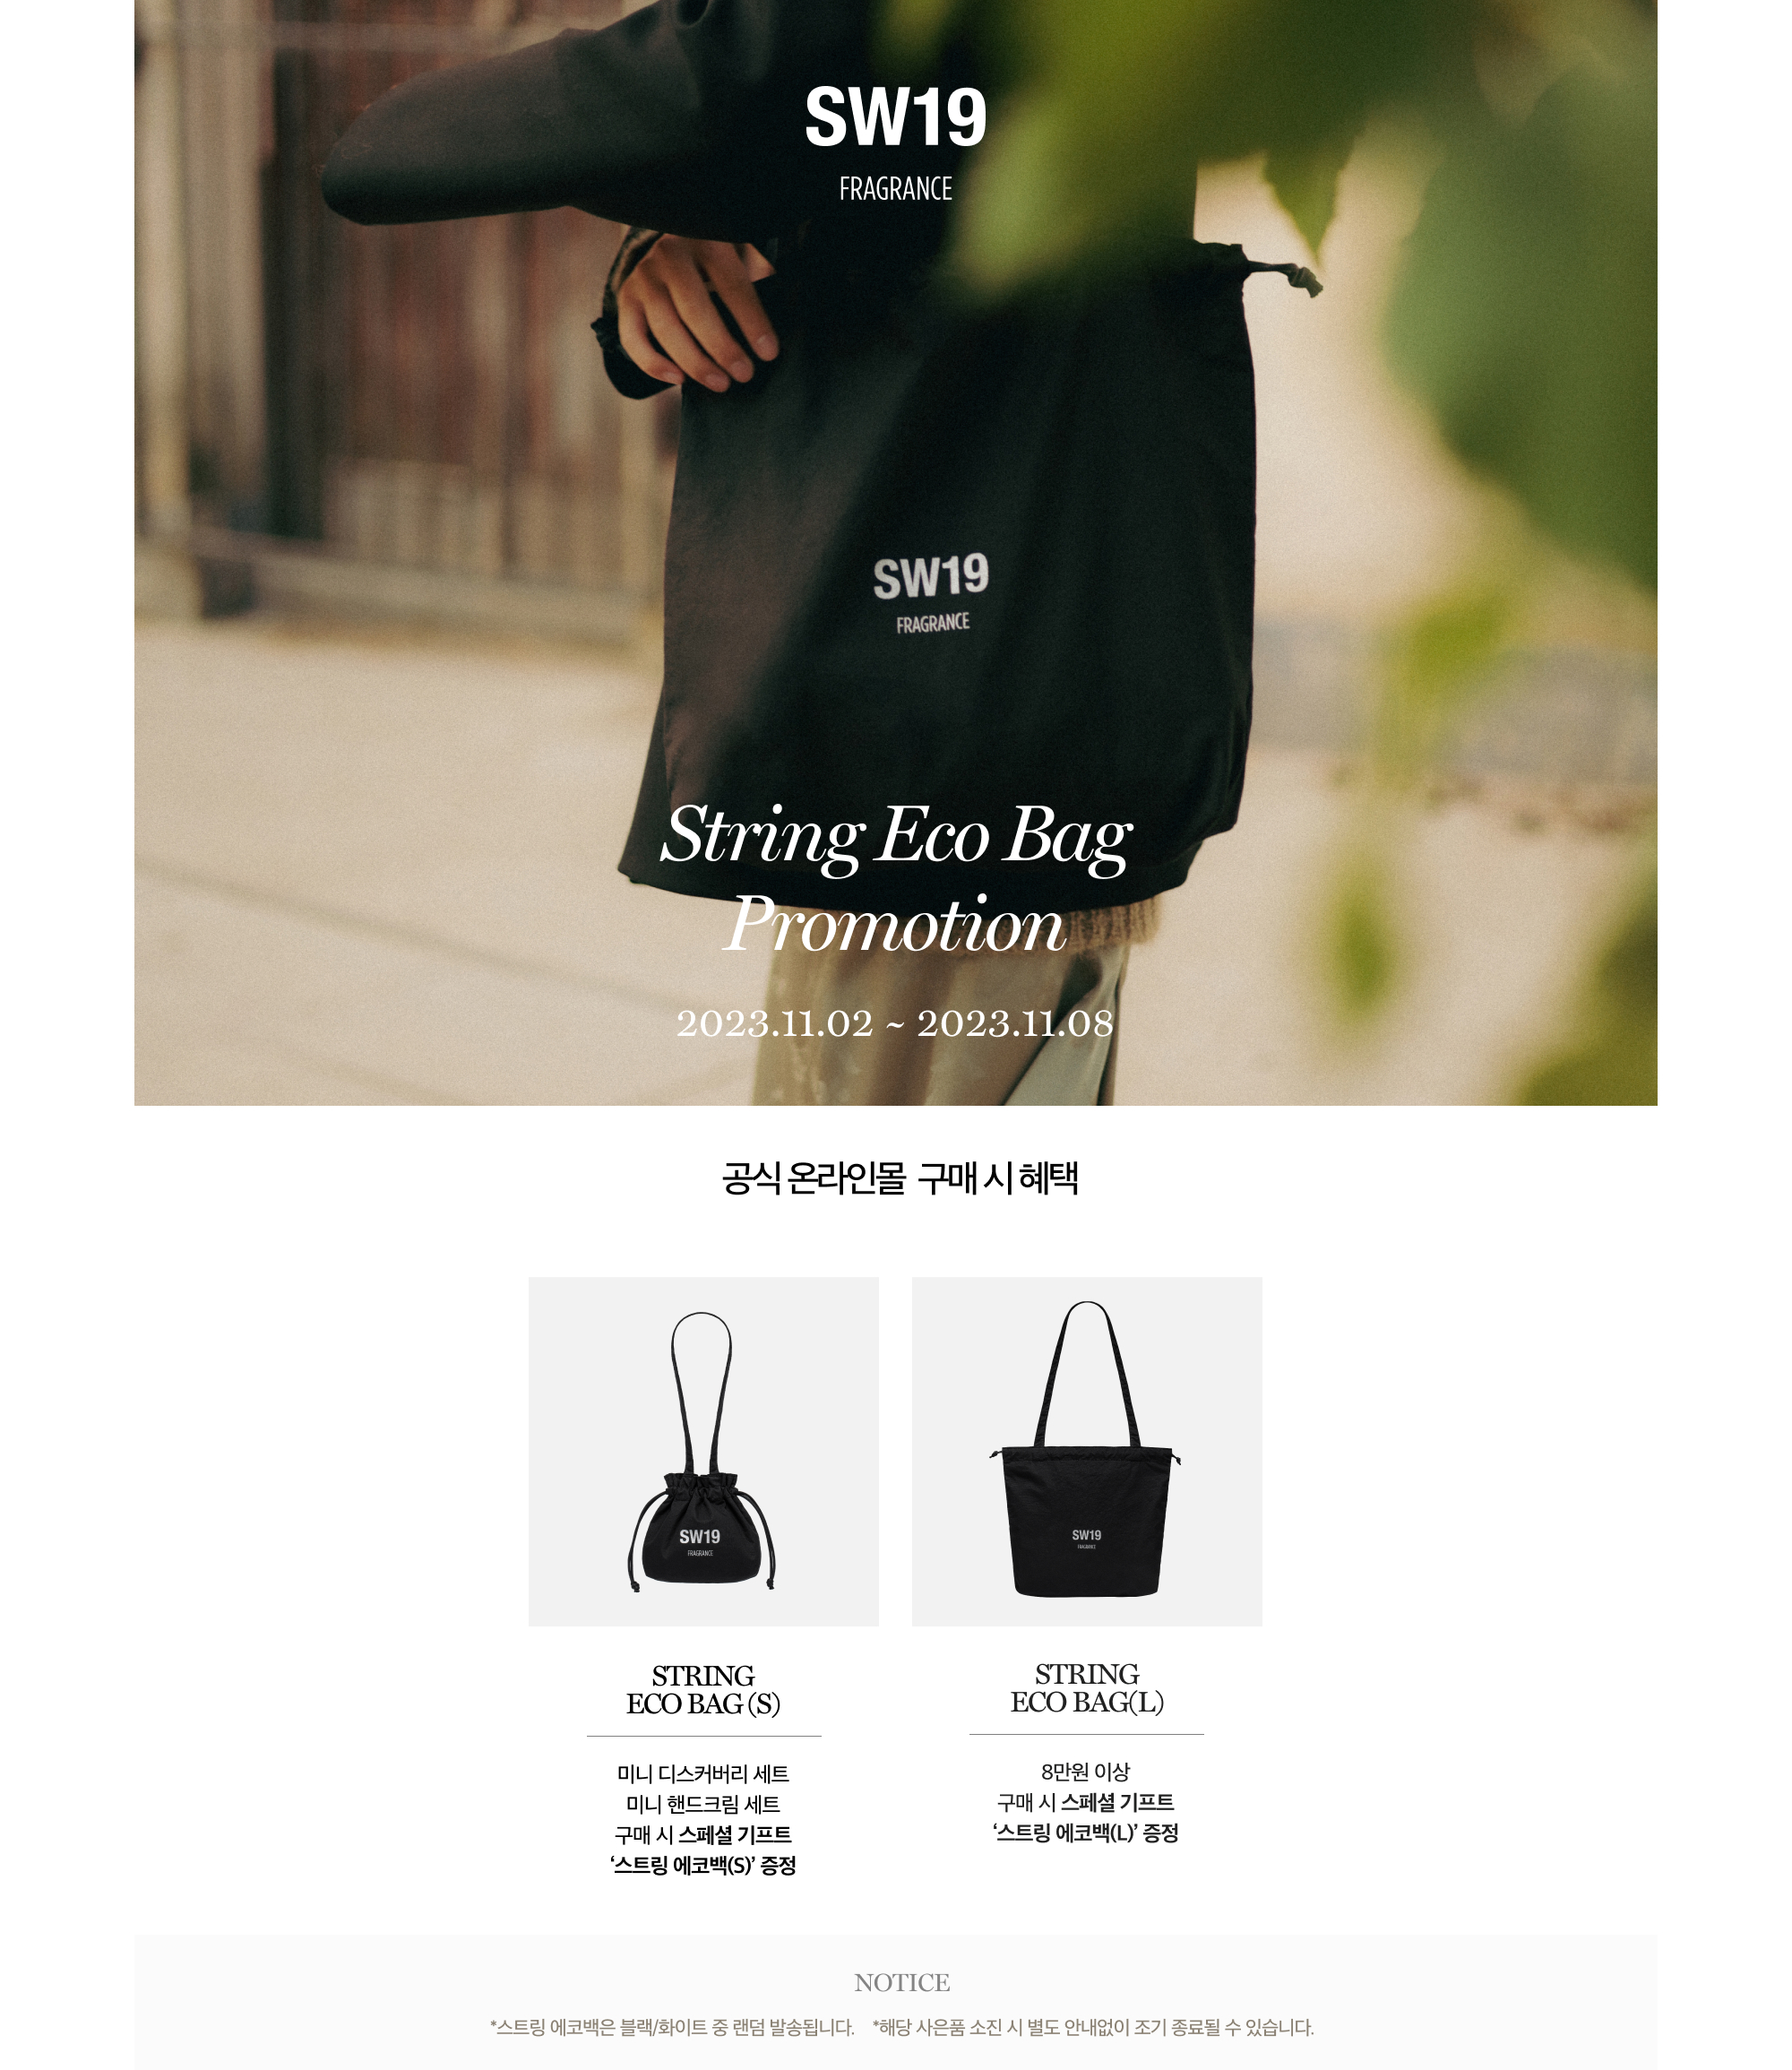 SW19
FRAGRANCE
SW19
FRAGRANCE
String Eco Bag
Promotion
2023.11.02 ~ 2023.11.08
공식 온라인몰 구매 시 혜택
SW19
FRAGRANCE
SW19
FRAGRANCE
STRING
ECO BAG (S)
미니 디스커버리 세트
미니 핸드크림 세트
구매 시 스페셜 기프트
‘스트링 에코백(S)’ 증정
STRING
ECO BAG(L)
8만원 이상
구매 시 스페셜 기프트
‘스트링 에코백(L)’ 증정
NOTICE
*스트링 에코백은 블랙/화이트 중 랜덤 발송됩니다. *해당 사은품 소진 시 별도 안내없이 조기 종료될 수 있습니다.